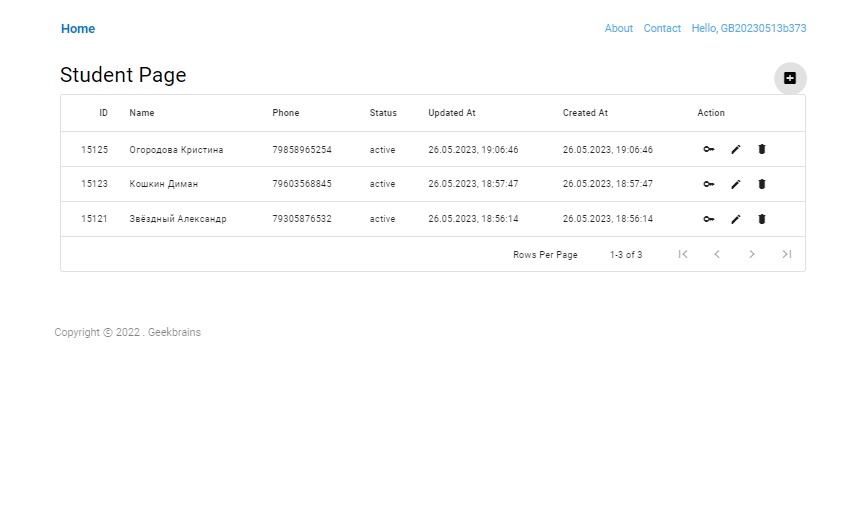 Home About Contact Hello, GB20230513b373
Student Page
ID Name Phone Status Updated At Created At Action
15125 Огородова Кристина 79858965254 active 26.05.2023, 19:06:46 26.05.2023, 19:06:46
15123 Кошкин Диман 79603568845 active 26.05.2023, 18:57:47 26.05.2023, 18:57:47
15121 Звёздный Александр 79305876532 active 26.05.2023, 18:56:14 26.05.2023, 18:56:14
Rows Per Page 1-3 of 3
Copyright © 2022 . Geekbrains